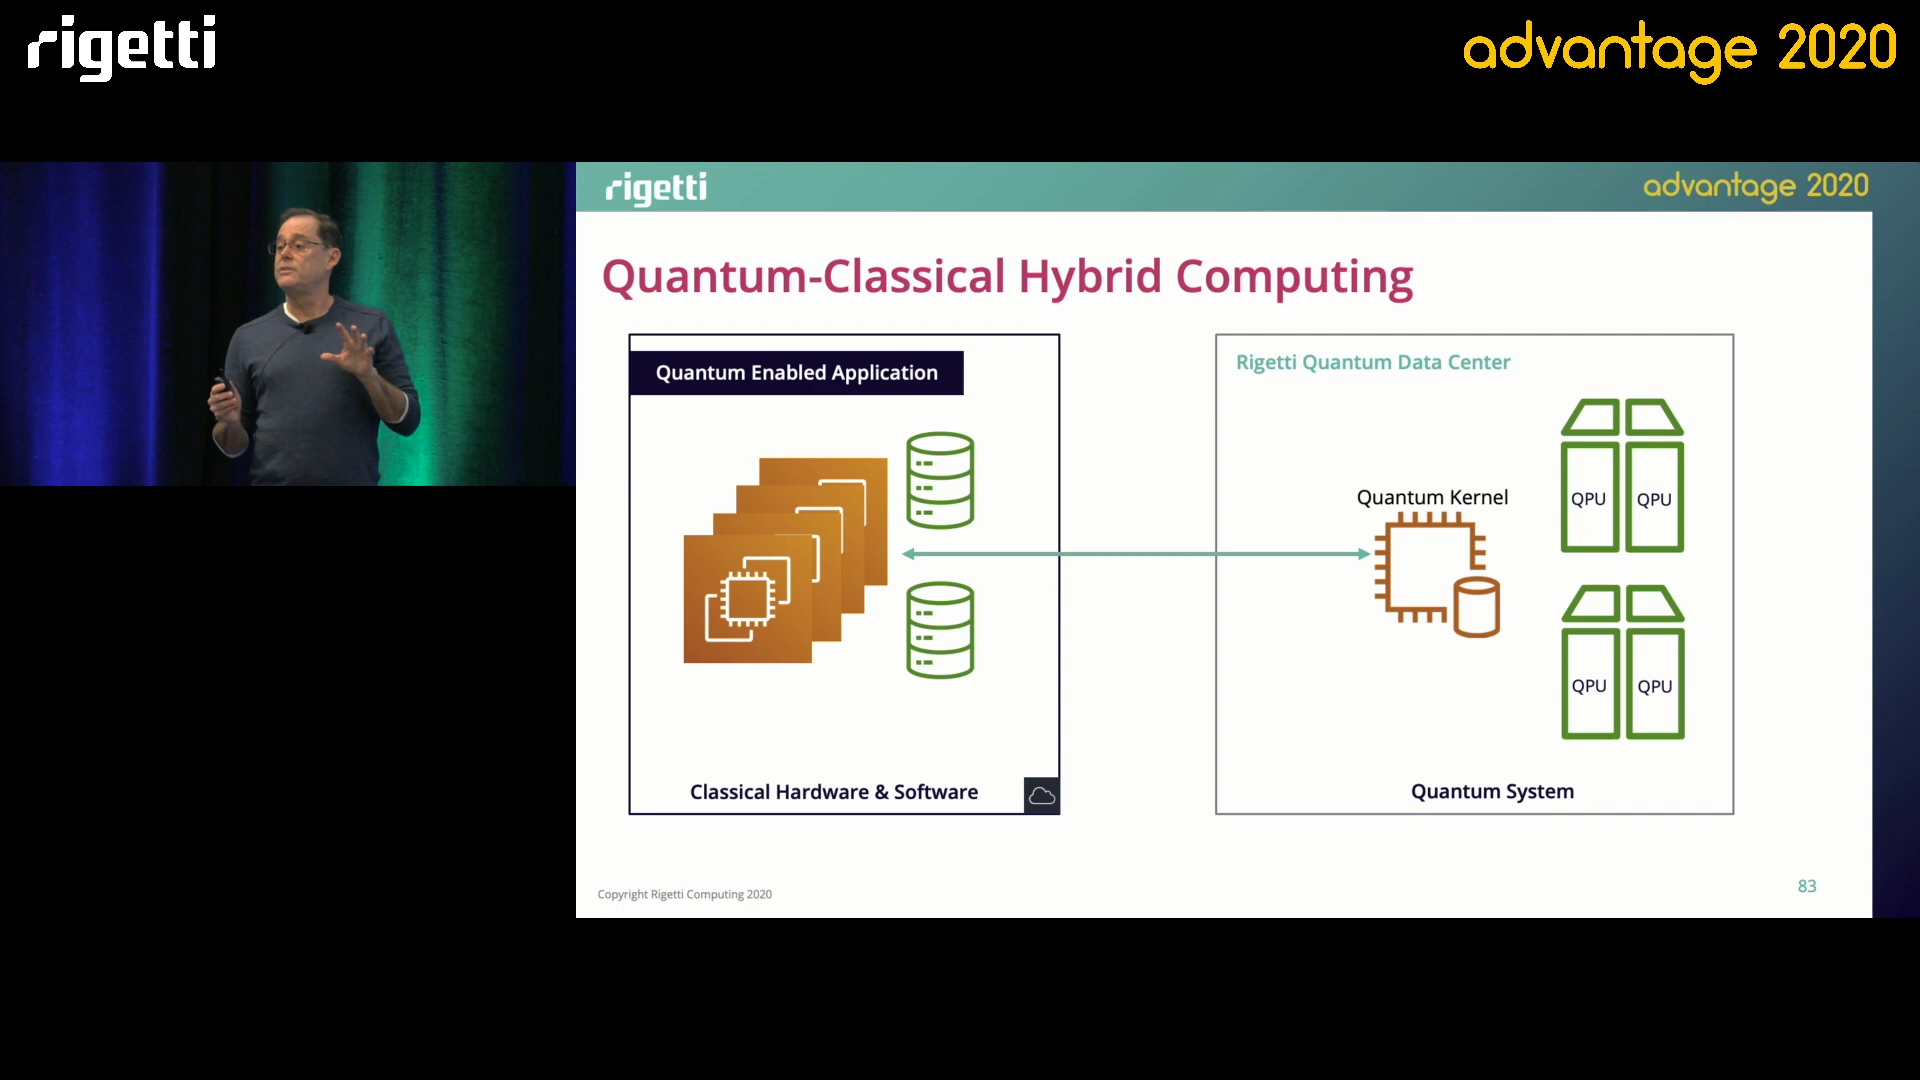 rigetti
advantage 2020
rigetti
advantage 2020
Quantum-Classical Hybrid Computing
Quantum Enabled Application
Classical Hardware & Software
Rigetti Quantum Data Center
Quantum Kernel
QPU QPU
QPU QPU
Quantum System
Copyright Rigetti Computing 2020
83